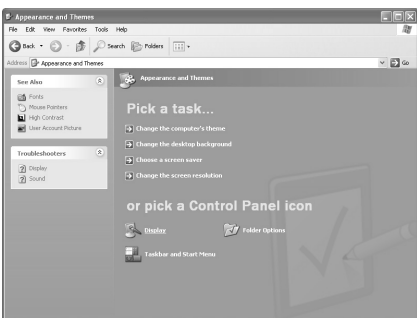 Appearance and Themes
File Edit View Favorites Tools Help
Back Search Folders
Address Appearance and Themes Go
See Also
Fonts
Mouse Pointers
High Contrast
User Account Picture
Troubleshooters
Display
Sound
Appearance and Themes
Pick a task...
Change the computer's theme
Change the desktop background
Choose a screen saver
Change the screen resolution
or pick a Control Panel icon
Display Folder Options
Taskbar and Start Menu